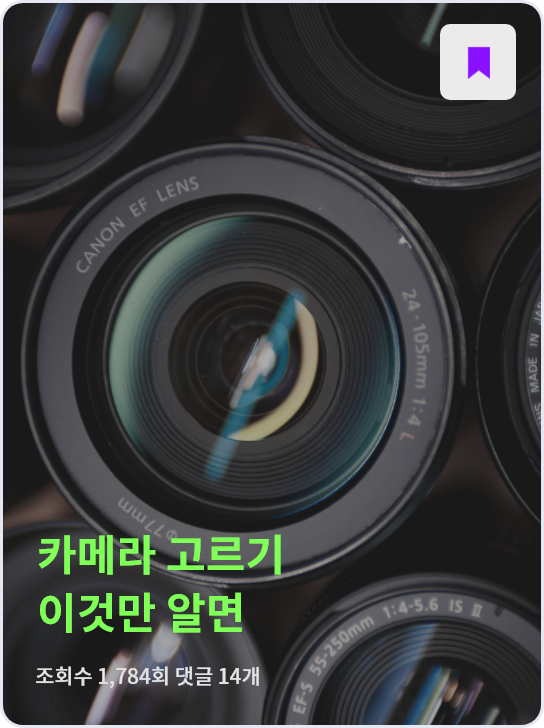 CANON EF LENS
24-105mm 1:4 L
MADE IN
ø77mm
카메라 고르기
이것만 알면
조회수 1,784회 댓글 14개
EF-S 55-250mm 1:4-5.6 IS II